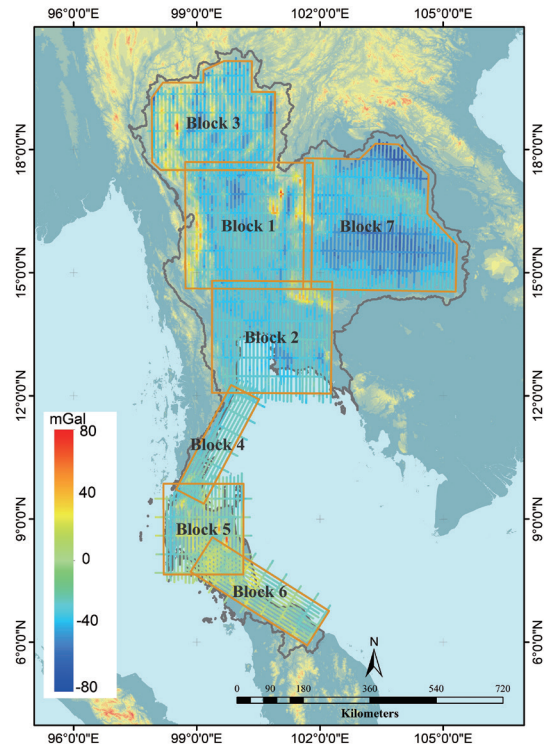 96°0'0"E 99°0'0"E 102°0'0"E 105°0'0"E
18°0'0"N
15°0'0"N
12°0'0"N
9°0'0"N
6°0'0"N
Block 3
Block 1
Block 7
Block 2
Block 4
Block 5
Block 6
mGal
80
40
0
-40
-80
N
0 90 180 360 540 720
Kilometers
18°0'0"N
15°0'0"N
12°0'0"N
9°0'0"N
6°0'0"N
96°0'0"E 99°0'0"E 102°0'0"E 105°0'0"E